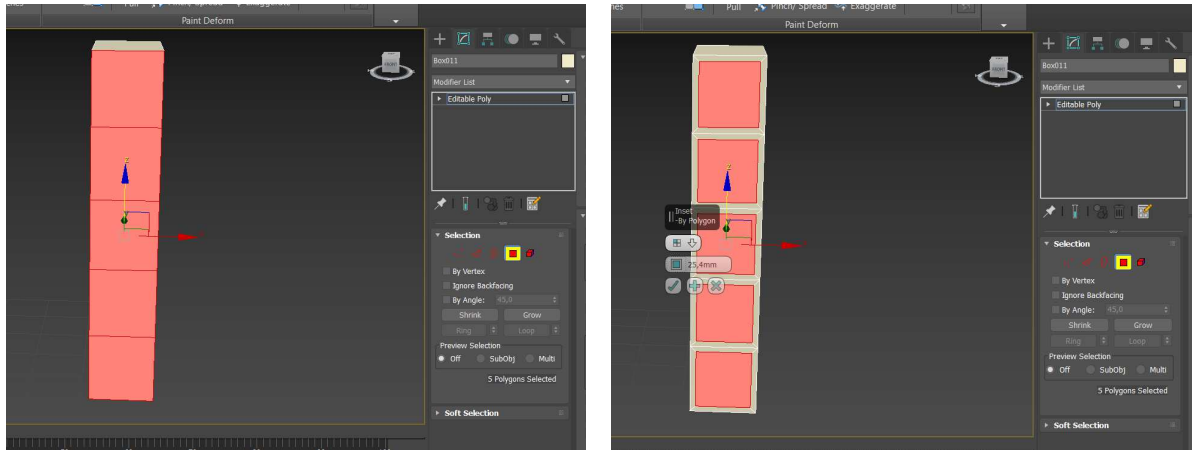 Pull
Pinch/ Spread
Exaggerate
Paint Deform
Box011
Modifier List
Editable Poly
FRONT
z
Selection
By Vertex
Ignore Backfacing
By Angle: 45,0
Shrink Grow
Ring Loop
Preview Selection
Off SubObj Multi
5 Polygons Selected
Soft Selection
Pull
Pinch/ Spread
Exaggerate
Paint Deform
Box011
Modifier List
Editable Poly
FRONT
z
Inset
-By Polygon
25,4mm
Selection
By Vertex
Ignore Backfacing
By Angle: 45,0
Shrink Grow
Ring Loop
Preview Selection
Off SubObj Multi
5 Polygons Selected
Soft Selection